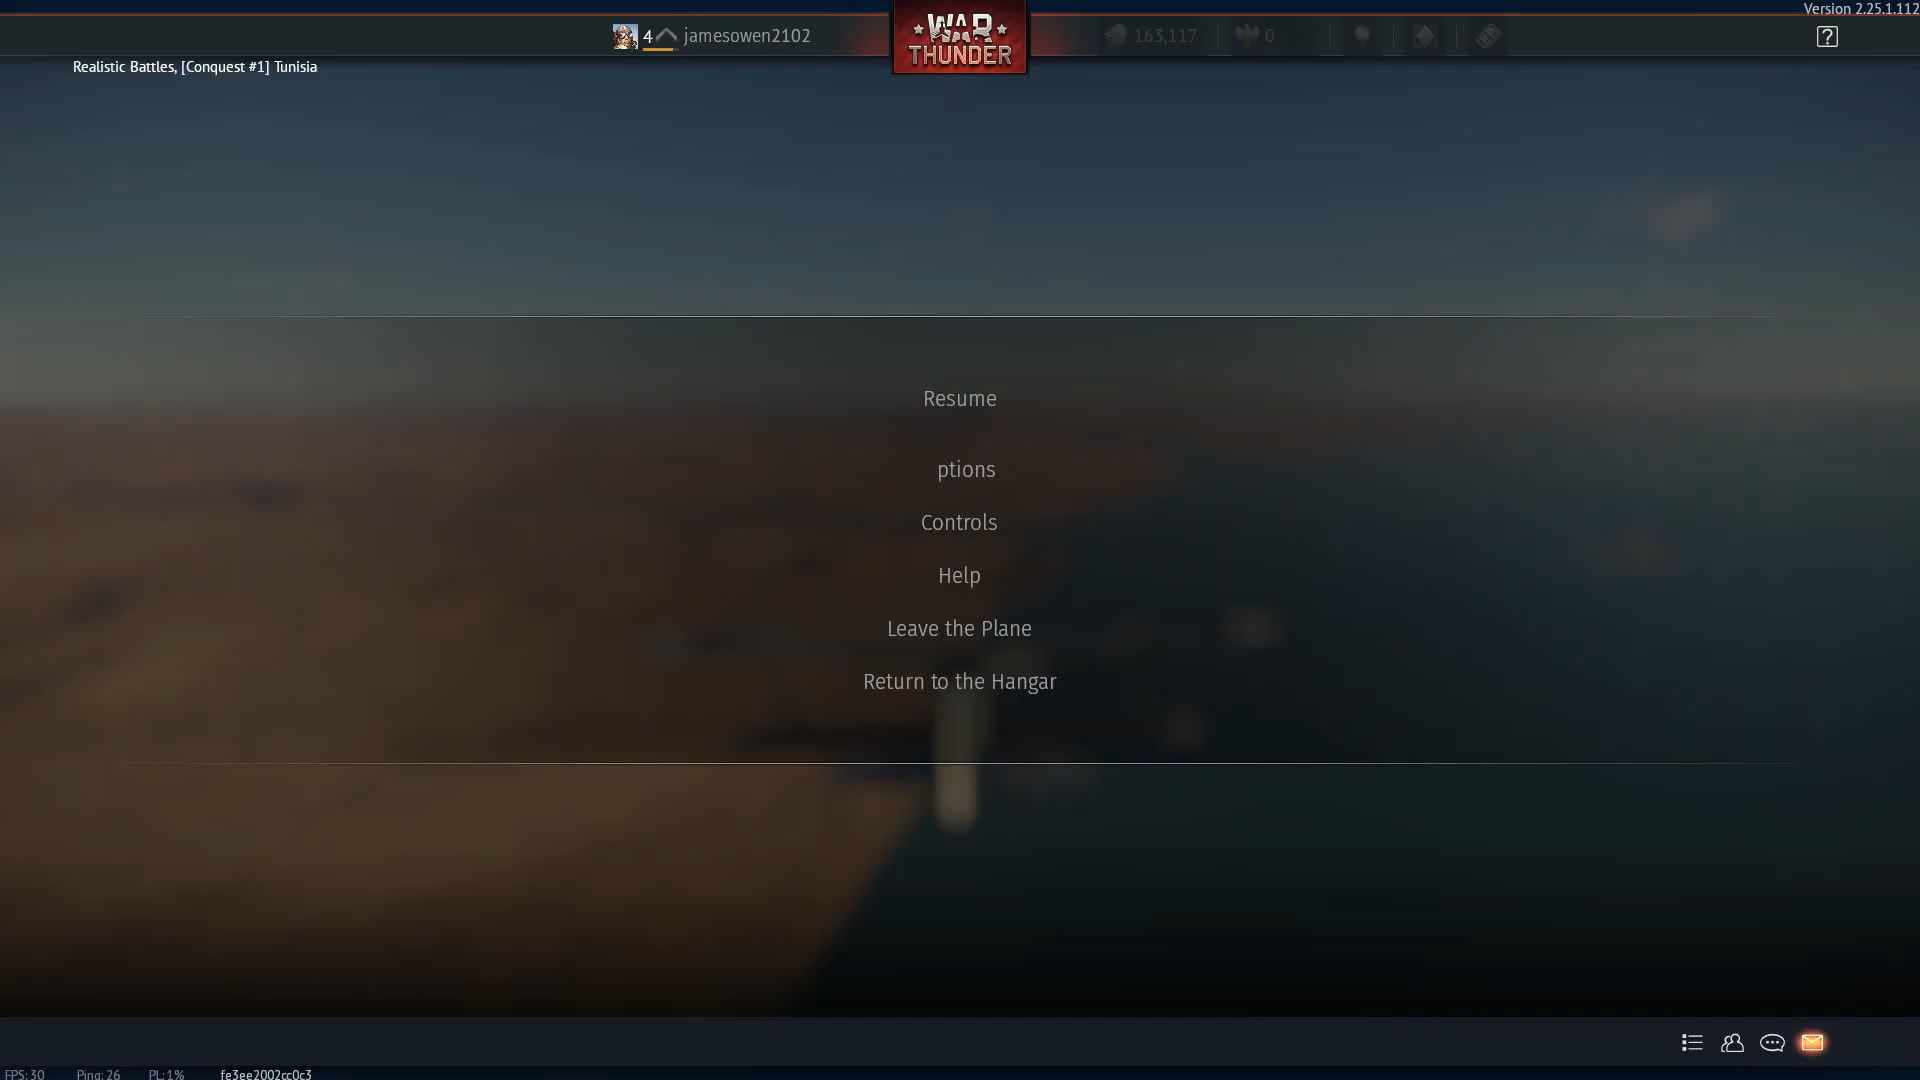 Version 2.25.1.112
4 jamesowen2102
WAR
THUNDER
163,117
0
Realistic Battles, [Conquest #1] Tunisia
Resume
ptions
Controls
Help
Leave the Plane
Return to the Hangar
FPS: 30 Ping: 26 PL: 1% fe3ee2002cc0c3